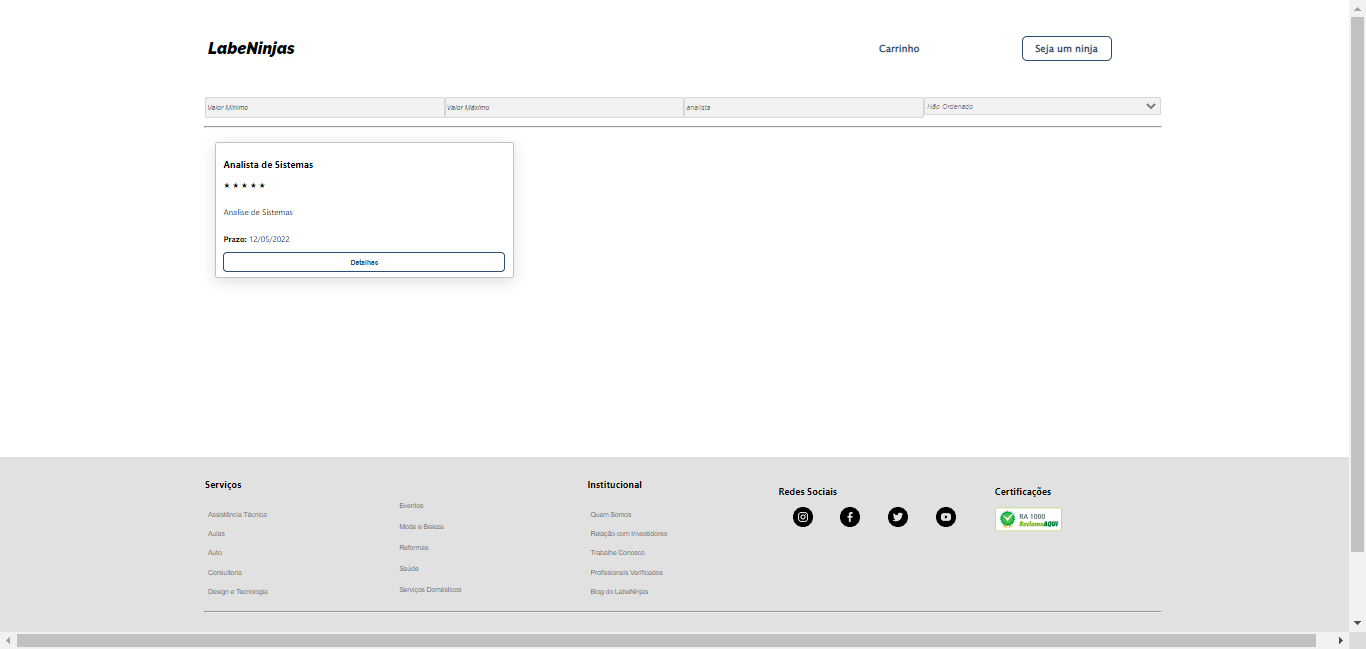 LabeNinjas
Carrinho
Seja um ninja
Valor Mínimo
Valor Máximo
analista
Não Ordenado
Analista de Sistemas
★ ★ ★ ★ ★
Analise de Sistemas
Prazo: 12/05/2022
Detalhes
Serviços
Assistência Técnica
Aulas
Auto
Consultoria
Design e Tecnologia
Eventos
Moda e Beleza
Reformas
Saúde
Serviços Domésticos
Institucional
Quem Somos
Relação com Investidores
Trabalhe Conosco
Profissionais Verificados
Blog do LabeNinjas
Redes Sociais
Certificações
RA 1000
ReclameAQUI